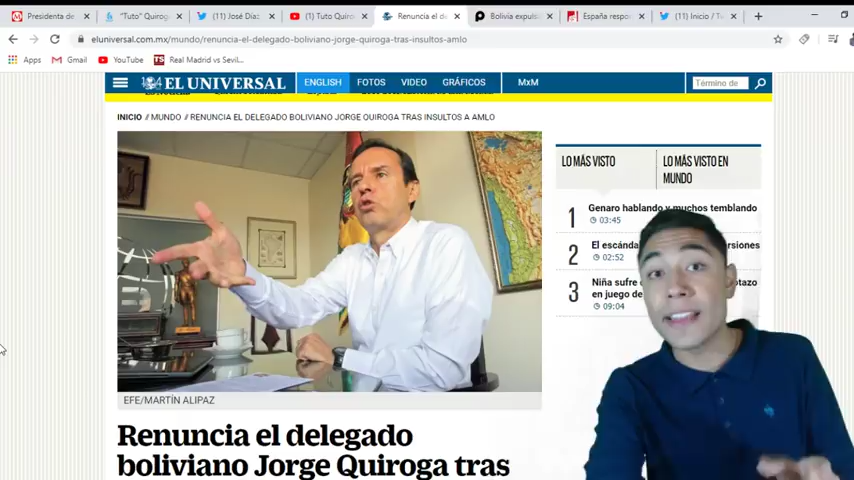 Presidenta de
"Tuto" Quirog
(11) José Díaz
Tuto Quiro
Renuncia el d
Bolivia expuls
España respon
(11) Inicio / T
eluniversal.com.mx/mundo/renuncia-el-delegado-boliviano-jorge-quiroga-tras-insultos-amlo
Apps
Gmail
YouTube
Real Madrid vs Sevil...
EL UNIVERSAL
ENGLISH
FOTOS
VIDEO
GRÁFICOS
MxM
Término de
INICIO // MUNDO // RENUNCIA EL DELEGADO BOLIVIANO JORGE QUIROGA TRAS INSULTOS A AMLO
LO MÁS VISTO
LO MÁS VISTO EN
MUNDO
1 Genaro hablando y muchos temblando
03:45
2 El escánda ersiones
02:52
3 Niña sufre otazo
en juego de
09:04
EFE/MARTÍN ALIPAZ
Renuncia el delegado
boliviano Jorge Quiroga tras